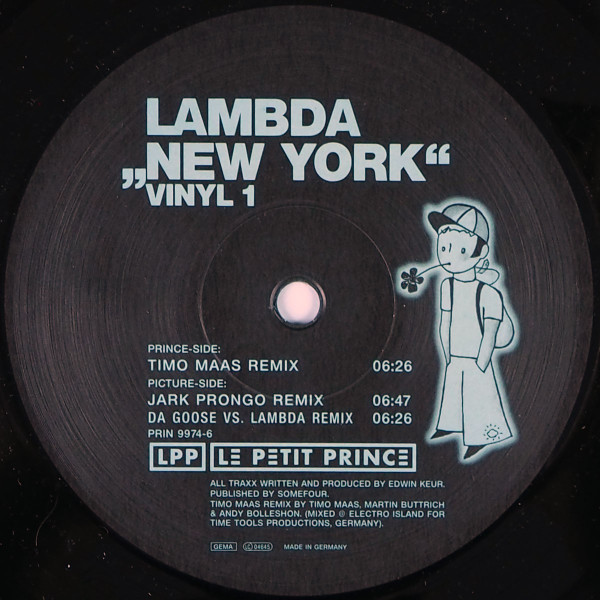 LAMBDA
„NEW YORK“
VINYL 1
PRINCE-SIDE:
TIMO MAAS REMIX 06:26
PICTURE-SIDE:
JARK PRONGO REMIX 06:47
DA GOOSE VS. LAMBDA REMIX 06:26
PRIN 9974-6
LPP LE PETIT PRINCE
ALL TRAXX WRITTEN AND PRODUCED BY EDWIN KEUR.
PUBLISHED BY SOMEFOUR.
TIMO MAAS REMIX BY TIMO MAAS, MARTIN BUTTRICH
& ANDY BOLLESHON. (MIXED @ ELECTRO ISLAND FOR
TIME TOOLS PRODUCTIONS, GERMANY).
GEMA LC 04645 MADE IN GERMANY